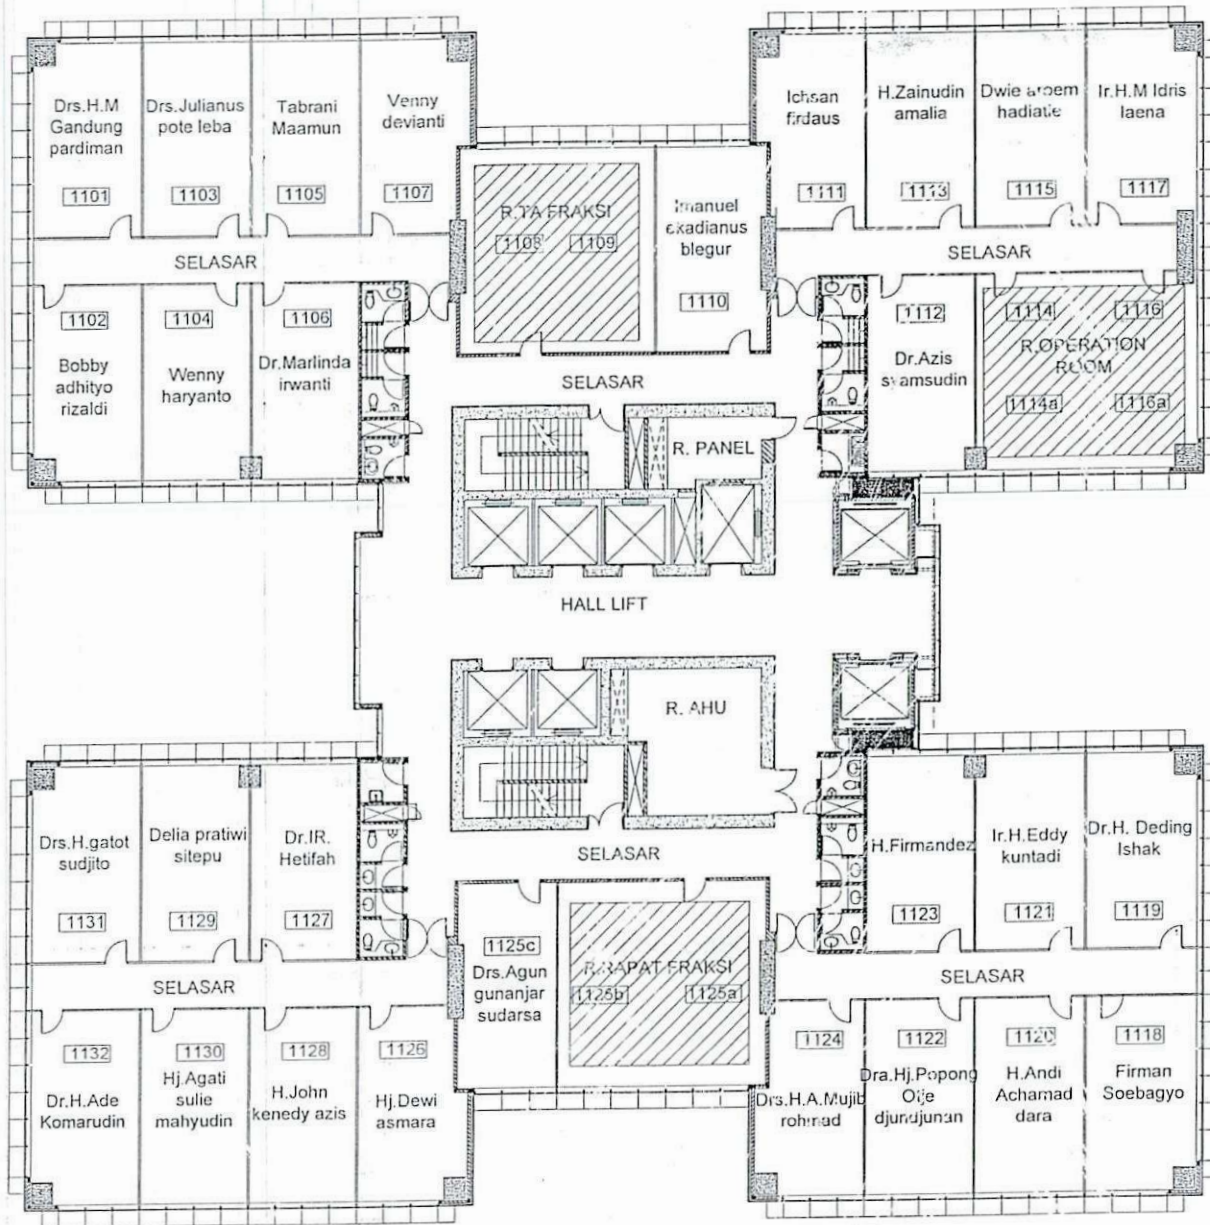 Drs.H.M
Gandung
pardiman
1101
Drs.Julianus
pote leba
1103
Tabrani
Maamun
1105
Venny
devianti
1107
SELASAR
1102
Bobby
adhityo
rizaldi
1104
Wenny
haryanto
1106
Dr.Marlinda
irwanti
R.TA FRAKSI
1108
1109
Imanuel
exadianus
blegur
1110
SELASAR
Ichsan
firdaus
1111
H.Zainudin
amalia
1113
Dwie aroem
hadiatie
1115
Ir.H.M Idris
laena
1117
SELASAR
1112
Dr.Azis
syamsudin
1114
1116
R.OPERATION
ROOM
1114a
1116a
R. PANEL
HALL LIFT
R. AHU
SELASAR
Drs.H.gatot
sudjito
1131
Delia pratiwi
sitepu
1129
Dr.IR.
Hetifah
1127
SELASAR
1132
Dr.H.Ade
Komarudin
1130
Hj.Agati
sulie
mahyudin
1128
H.John
kenedy azis
1126
Hj.Dewi
asmara
1125c
Drs.Agun
gunanjar
sudarsa
R.RAPAT FRAKSI
1125b
1125a
H.Firmandez
1123
Ir.H.Eddy
kuntadi
1121
Dr.H. Deding
Ishak
1119
SELASAR
1124
Drs.H.A.Mujib
rohmad
1122
Dra.Hj.Popong
Otje
djundjunan
1120
H.Andi
Achamad
dara
1118
Firman
Soebagyo